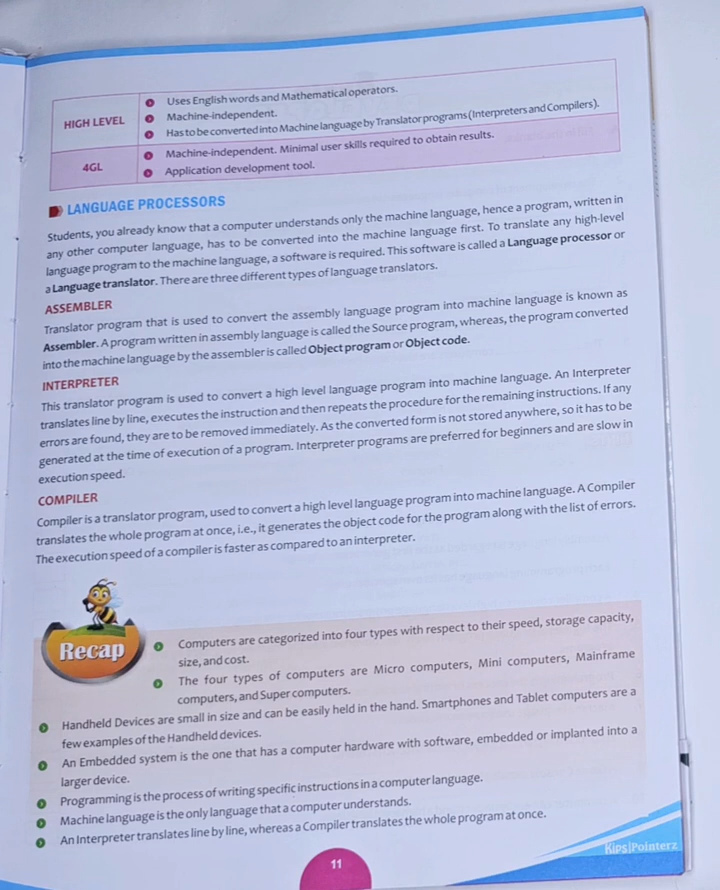 HIGH LEVEL
Uses English words and Mathematical operators.
Machine-independent.
Has to be converted into Machine language by Translator programs (Interpreters and Compilers).
4GL
Machine-independent. Minimal user skills required to obtain results.
Application development tool.
LANGUAGE PROCESSORS
Students, you already know that a computer understands only the machine language, hence a program, written in
any other computer language, has to be converted into the machine language first. To translate any high-level
language program to the machine language, a software is required. This software is called a Language processor or
a Language translator. There are three different types of language translators.
ASSEMBLER
Translator program that is used to convert the assembly language program into machine language is known as
Assembler. A program written in assembly language is called the Source program, whereas, the program converted
into the machine language by the assembler is called Object program or Object code.
INTERPRETER
This translator program is used to convert a high level language program into machine language. An Interpreter
translates line by line, executes the instruction and then repeats the procedure for the remaining instructions. If any
errors are found, they are to be removed immediately. As the converted form is not stored anywhere, so it has to be
generated at the time of execution of a program. Interpreter programs are preferred for beginners and are slow in
execution speed.
COMPILER
Compiler is a translator program, used to convert a high level language program into machine language. A Compiler
translates the whole program at once, i.e., it generates the object code for the program along with the list of errors.
The execution speed of a compiler is faster as compared to an interpreter.
Recap
Computers are categorized into four types with respect to their speed, storage capacity,
size, and cost.
The four types of computers are Micro computers, Mini computers, Mainframe
computers, and Super computers.
Handheld Devices are small in size and can be easily held in the hand. Smartphones and Tablet computers are a
few examples of the Handheld devices.
An Embedded system is the one that has a computer hardware with software, embedded or implanted into a
larger device.
Programming is the process of writing specific instructions in a computer language.
Machine language is the only language that a computer understands.
An Interpreter translates line by line, whereas a Compiler translates the whole program at once.
Kips|Pointerz
11